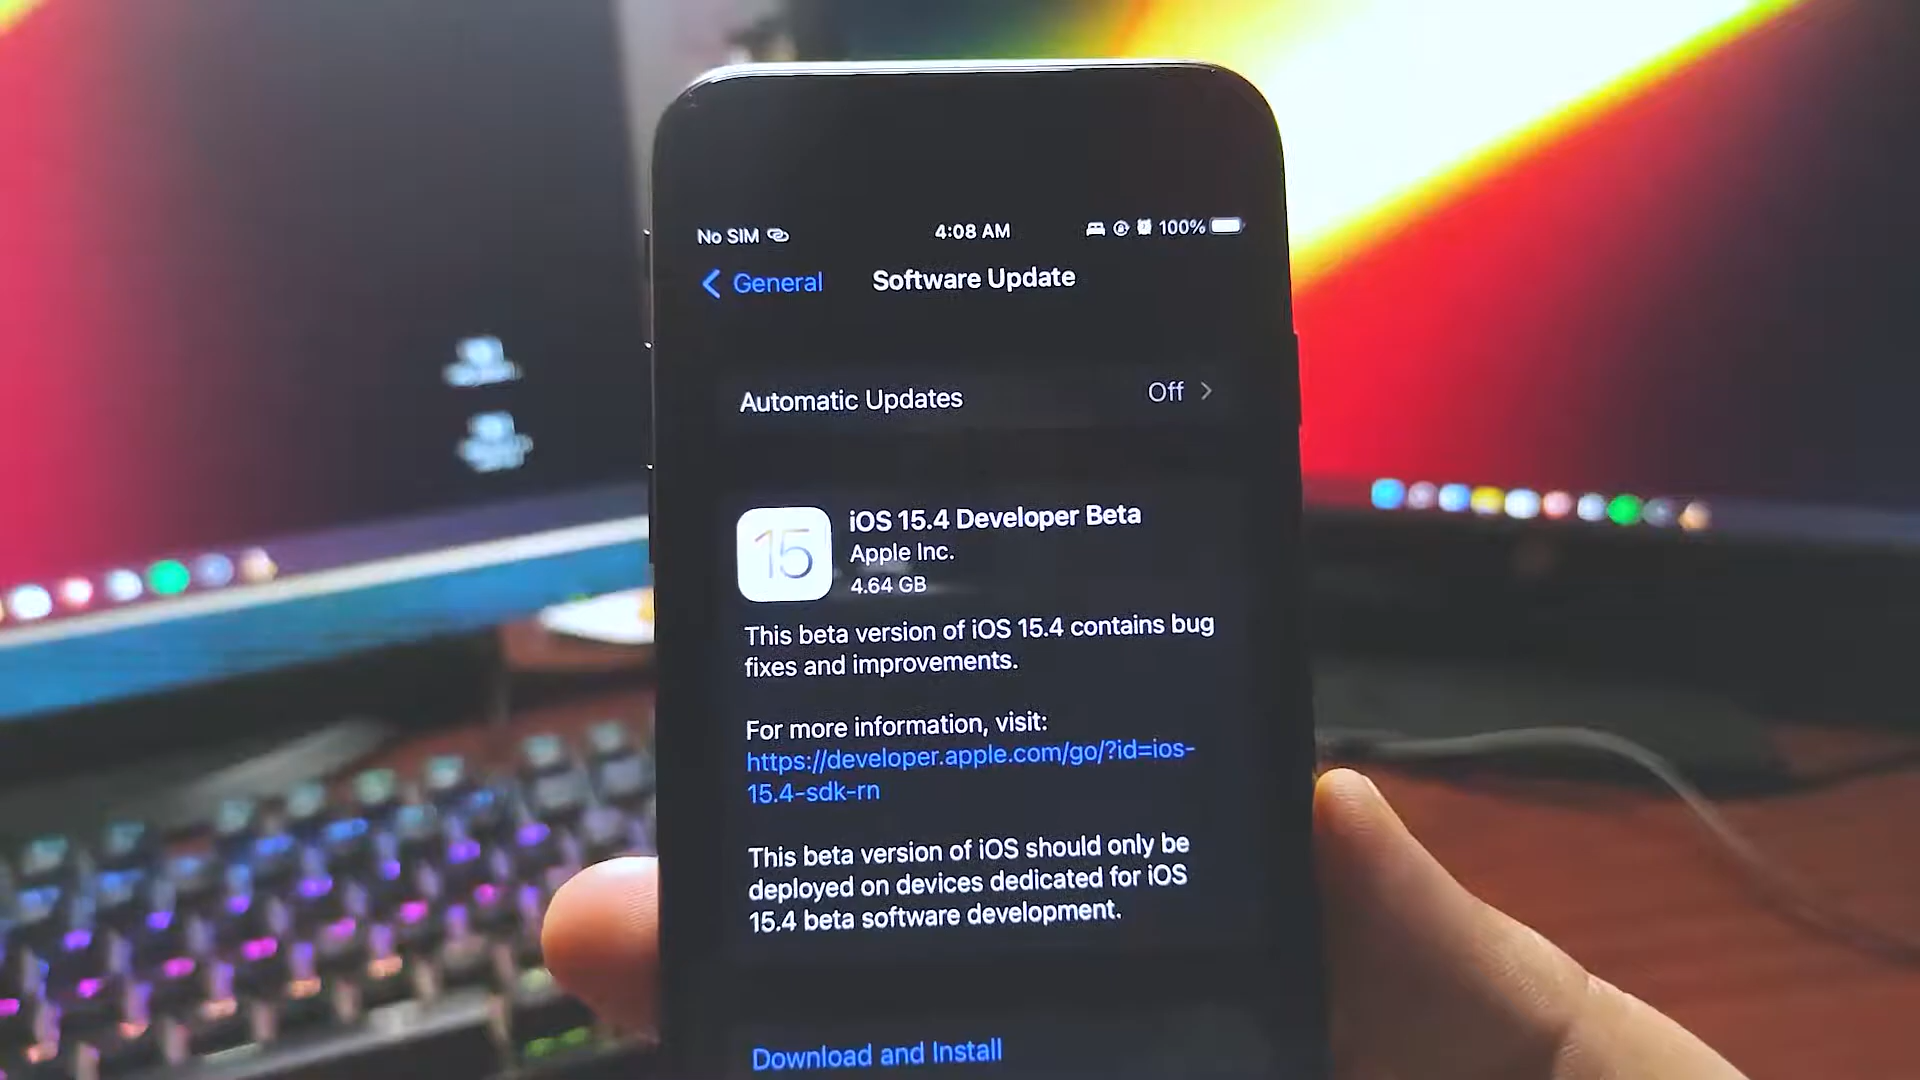 No SIM 4:08 AM 100%
General Software Update
Automatic Updates Off
15
iOS 15.4 Developer Beta
Apple Inc.
4.64 GB
This beta version of iOS 15.4 contains bug
fixes and improvements.
For more information, visit:
https://developer.apple.com/go/?id=ios-
15.4-sdk-rn
This beta version of iOS should only be
deployed on devices dedicated for iOS
15.4 beta software development.
Download and Install